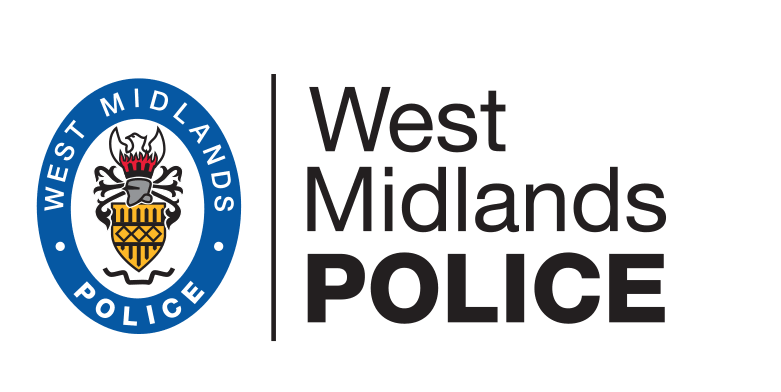 WEST MIDLANDS
POLICE
West
Midlands
POLICE